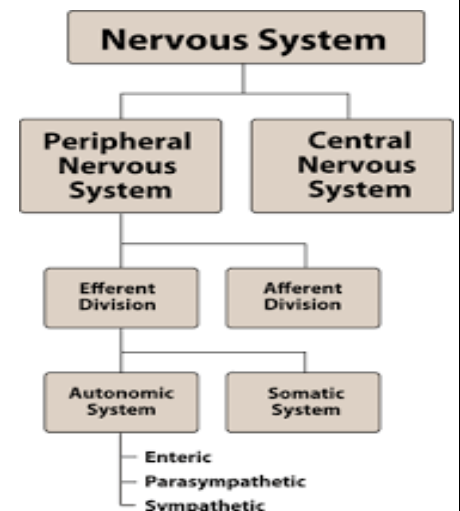 Nervous System
Peripheral
Nervous
System
Central
Nervous
System
Efferent
Division
Afferent
Division
Autonomic
System
Somatic
System
Enteric
Parasympathetic
Sympathetic